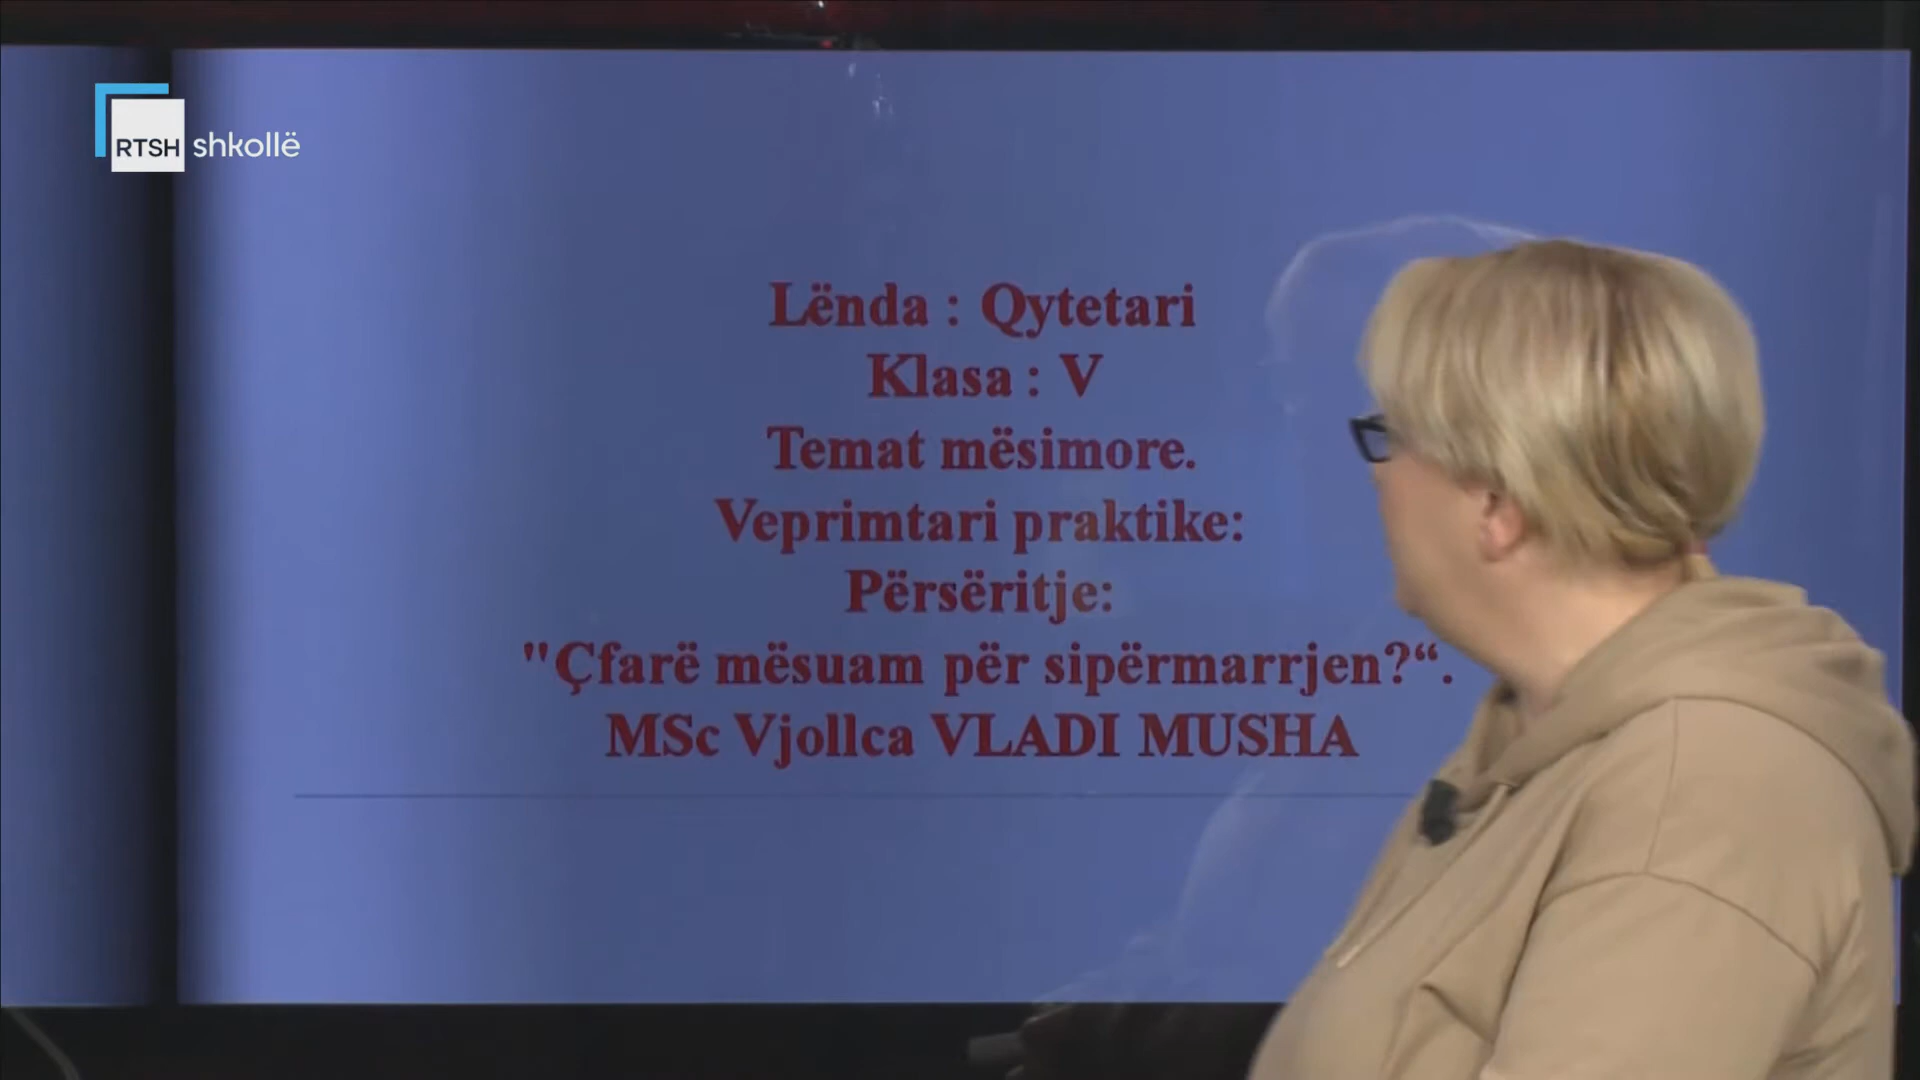 RTSH shkollë
Lënda : Qytetari
Klasa : V
Temat mësimore.
Veprimtari praktike:
Përsëritje:
"Çfarë mësuam për sipërmarrjen?“.
MSc Vjollca VLADI MUSHA